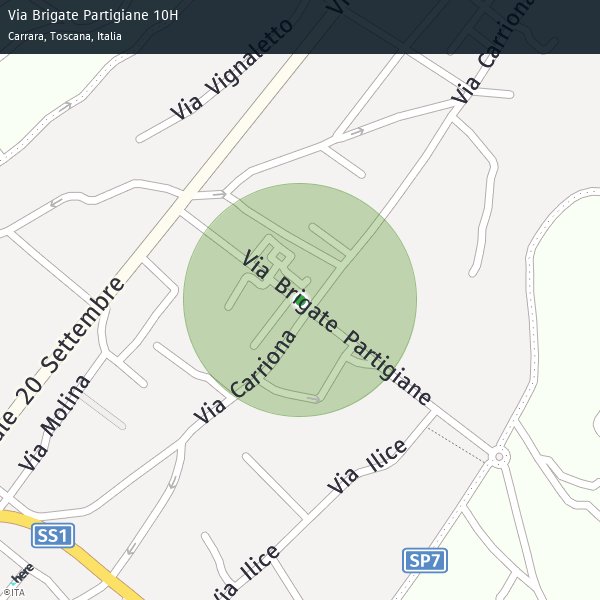 Via Brigate Partigiane 10H
Carrara, Toscana, Italia
Via Vignaletto
Via Carriona
Via Brigate Partigiane
20 Settembre
Via Carriona
Via Molina
Via Ilice
SS1
SP7
Via Ilice
here
©ITA